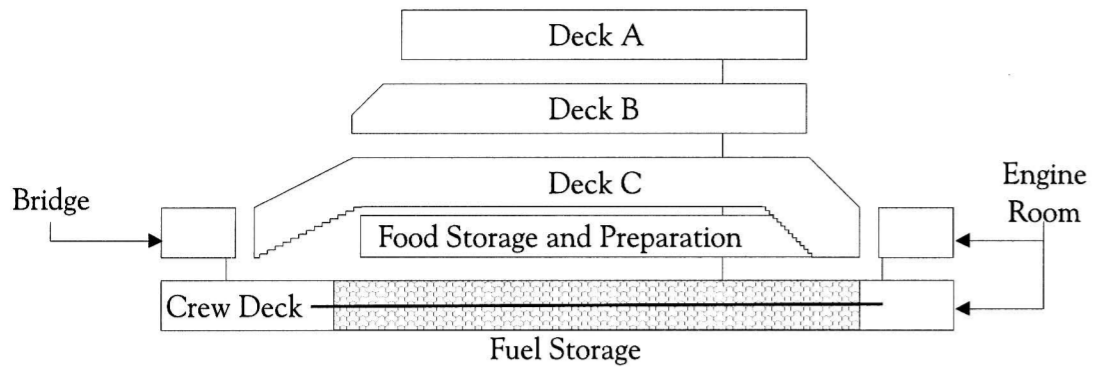 Deck A
Deck B
Deck C
Bridge
Engine
Room
Food Storage and Preparation
Crew Deck
Fuel Storage